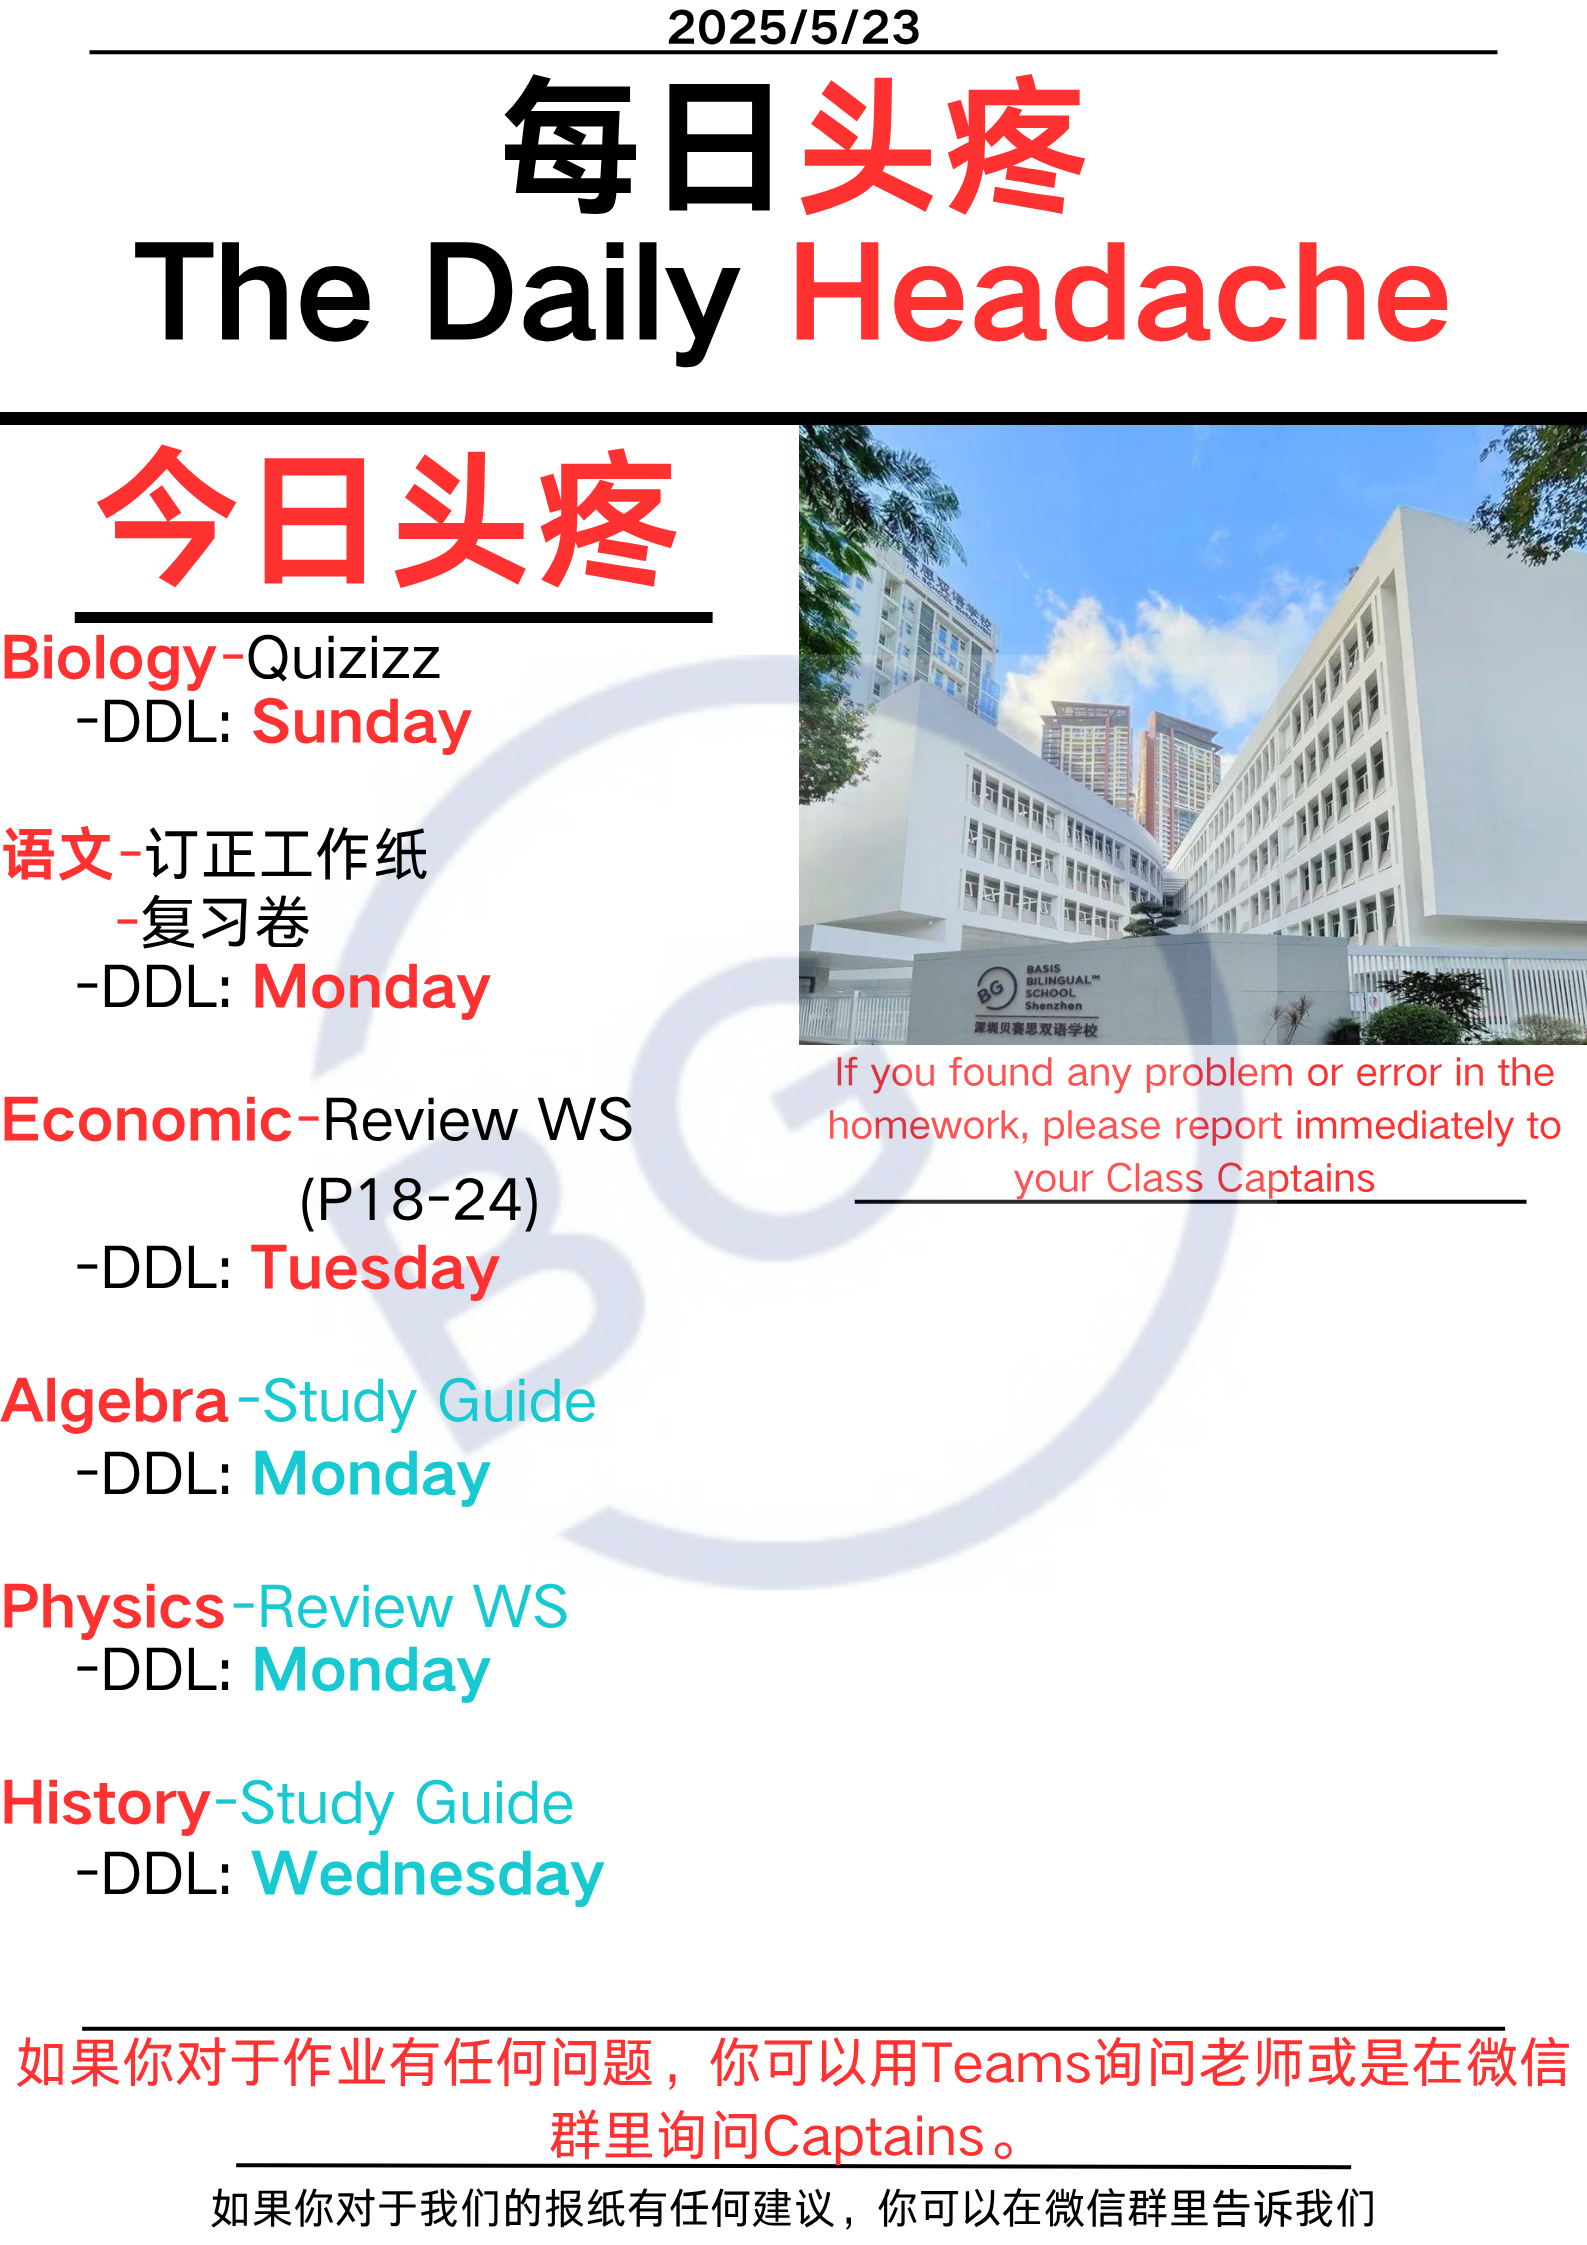 2025/5/23
每日头疼
The Daily Headache
今日头疼
Biology-Quizizz
-DDL: Sunday
语文-订正工作纸
-复习卷
-DDL: Monday
Economic-Review WS
(P18-24)
-DDL: Tuesday
Algebra-Study Guide
-DDL: Monday
Physics-Review WS
-DDL: Monday
History-Study Guide
-DDL: Wednesday
思双语学校
BG
BASIS
BILINGUAL™
SCHOOL
Shenzhen
深圳贝赛思双语学校
If you found any problem or error in the
homework, please report immediately to
your Class Captains
BG
如果你对于作业有任何问题，你可以用Teams询问老师或是在微信
群里询问Captains。
如果你对于我们的报纸有任何建议，你可以在微信群里告诉我们